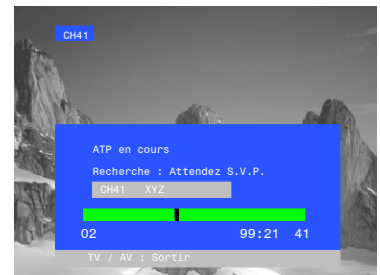 CH41
ATP en cours
Recherche : Attendez S.V.P.
CH41 XYZ
02 99:21 41
TV / AV : Sortir